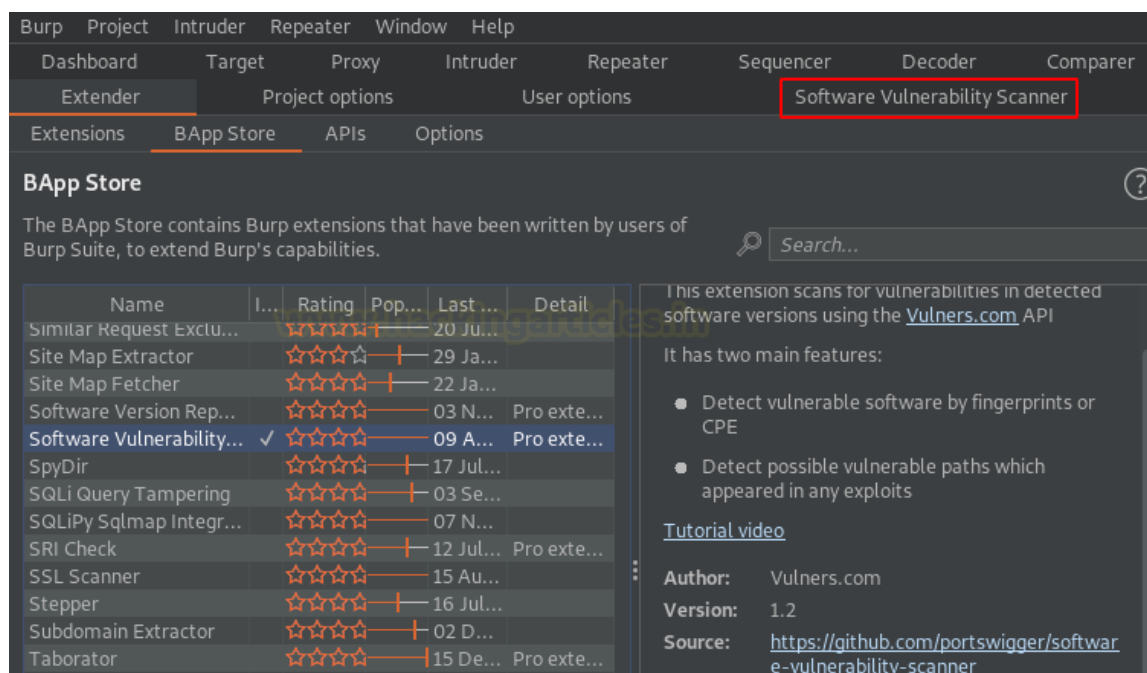 Burp Project Intruder Repeater Window Help
Dashboard Target Proxy Intruder Repeater Sequencer Decoder Comparer
Extender Project options User options Software Vulnerability Scanner
Extensions BApp Store APIs Options
BApp Store
?
The BApp Store contains Burp extensions that have been written by users of
Burp Suite, to extend Burp's capabilities.
Search...
Name I... Rating Pop... Last ... Detail
Similar Request Exclu... 20 Ju...
Site Map Extractor 29 Ja...
Site Map Fetcher 22 Ja...
Software Version Rep... 03 N... Pro exte...
Software Vulnerability... ✓ 09 A... Pro exte...
SpyDir 17 Jul...
SQLi Query Tampering 03 Se...
SQLiPy Sqlmap Integr... 07 N...
SRI Check 12 Jul... Pro exte...
SSL Scanner 15 Au...
Stepper 16 Jul...
Subdomain Extractor 02 D...
Taborator 15 De... Pro exte...
www.hackingarticles.in
This extension scans for vulnerabilities in detected
software versions using the Vulners.com API
It has two main features:
Detect vulnerable software by fingerprints or
CPE
Detect possible vulnerable paths which
appeared in any exploits
Tutorial video
Author: Vulners.com
Version: 1.2
Source: https://github.com/portswigger/softwar
e-vulnerability-scanner